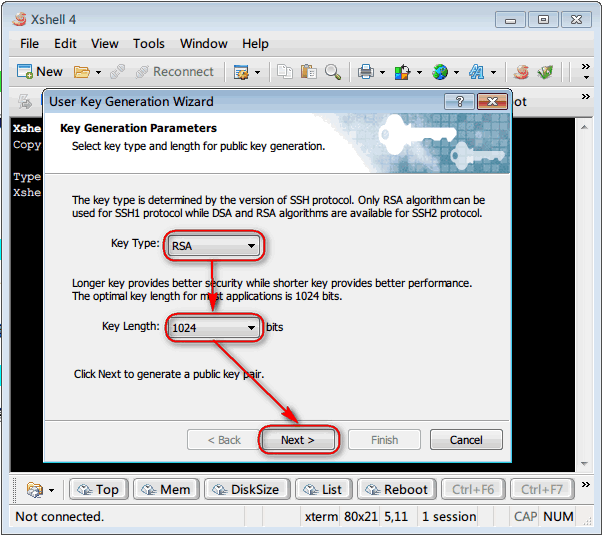 Xshell 4
File Edit View Tools Window Help
New Reconnect
User Key Generation Wizard
ot
Key Generation Parameters
Select key type and length for public key generation.
Xshe
Copy
Type
Xshe
The key type is determined by the version of SSH protocol. Only RSA algorithm can be
used for SSH1 protocol while DSA and RSA algorithms are available for SSH2 protocol.
Key Type: RSA
Longer key provides better security while shorter key provides better performance.
The optimal key length for most applications is 1024 bits.
Key Length: 1024 bits
Click Next to generate a public key pair.
< Back Next > Finish Cancel
Top Mem DiskSize List Reboot Ctrl+F6 Ctrl+F7
Not connected. xterm 80x21 5,11 1 session CAP NUM